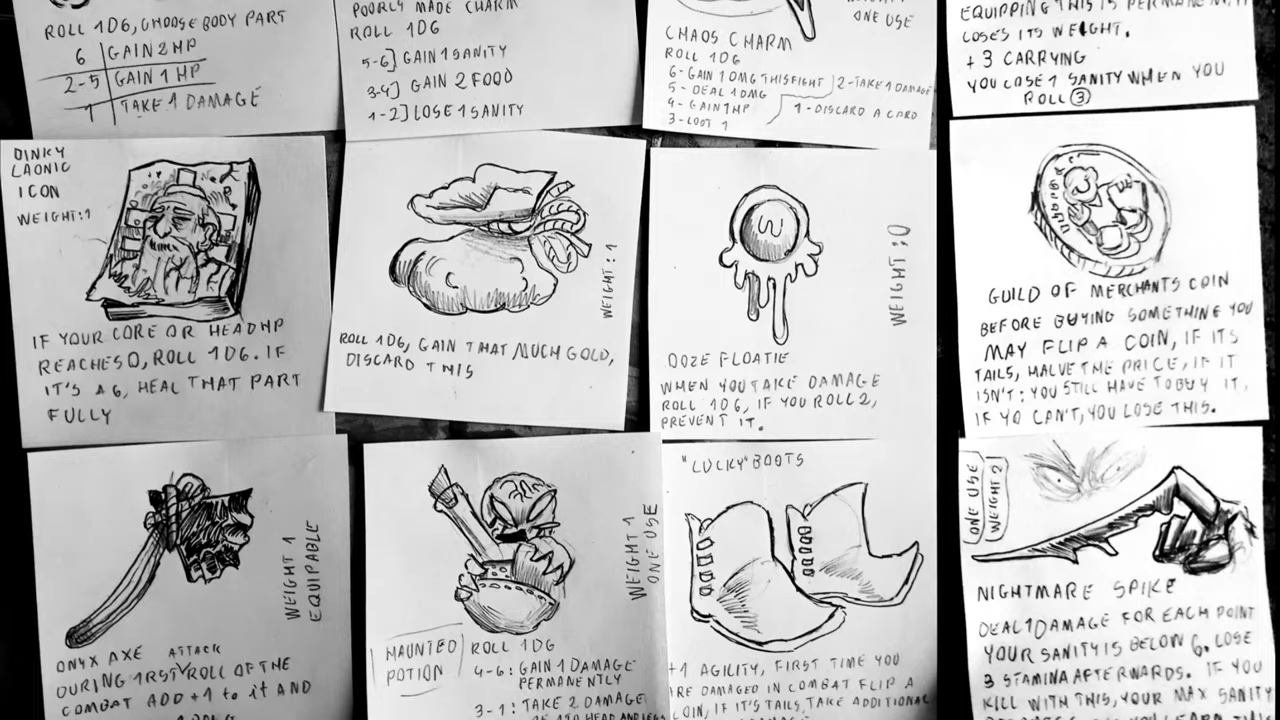 ROLL 1D6, CHOOSE BODY PART
6 | GAIN 2 HP
2-5 | GAIN 1 HP
1 | TAKE 1 DAMAGE
POORLY MADE CHARM
ROLL 1D6
5-6] GAIN 1 SANITY
3-4] GAIN 2 FOOD
1-2] LOSE 1 SANITY
ONE USE
CHAOS CHARM
ROLL 1D6
6-GAIN 1 DMG THIS FIGHT
5-DEAL 1 DMG
4-GAIN 1 HP
3-LOOT 1
2-TAKE 1 DAMAGE
1-DISCARD A CARD
EQUIPPING THIS IS PERMANENT, IT
LOSES ITS WEIGHT.
+3 CARRYING
YOU LOSE 1 SANITY WHEN YOU
ROLL 3
DINKY
LAONIC
ICON
WEIGHT:1
IF YOUR CORE OR HEAD HP
REACHES 0, ROLL 1D6. IF
IT'S A 6, HEAL THAT PART
FULLY
WEIGHT:1
ROLL 1D6, GAIN THAT MUCH GOLD,
DISCARD THIS
WEIGHT:0
OOZE FLOATIE
WHEN YOU TAKE DAMAGE
ROLL 1D6, IF YOU ROLL 2,
PREVENT IT.
GUILD OF MERCHANTS COIN
BEFORE BUYING SOMETHING YOU
MAY FLIP A COIN, IF ITS
TAILS, HALVE THE PRICE, IF IT
ISN'T: YOU STILL HAVE TO BUY IT,
IF YO CAN'T, YOU LOSE THIS.
WEIGHT 1
EQUIPABLE
ONYX AXE
DURING 1RST ATTACK ROLL OF THE
COMBAT ADD +1 to it AND
WEIGHT 1
ONE USE
HAUNTED
POTION
ROLL 1D6
4-6: GAIN 1 DAMAGE
PERMANENTLY
3-1: TAKE 2 DAMAGE
TO HEAD AND LEGS
"LUCKY" BOOTS
+1 AGILITY, FIRST TIME YOU
ARE DAMAGED IN COMBAT FLIP A
COIN, IF IT'S TAILS, TAKE ADDITIONAL
ONE USE
WEIGHT 2
NIGHTMARE SPIKE
DEAL 1 DAMAGE FOR EACH POINT
YOUR SANITY IS BELOW 6. LOSE
3 STAMINA AFTERWARDS. IF YOU
KILL WITH THIS, YOUR MAX SANITY